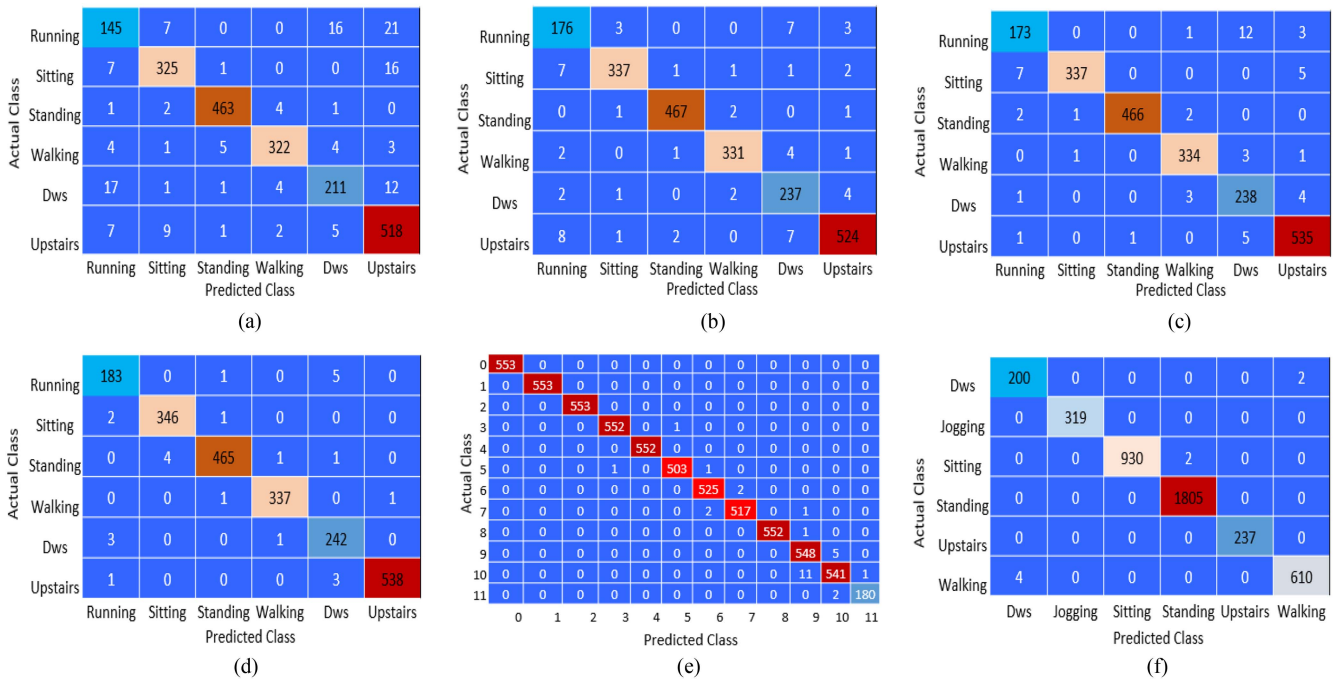 Running 145 7 0 0 16 21
Sitting 7 325 1 0 0 16
Standing 1 2 463 4 1 0
Walking 4 1 5 322 4 3
Dws 17 1 1 4 211 12
Upstairs 7 9 1 2 5 518
Running Sitting Standing Walking Dws Upstairs
Predicted Class
Actual Class
(a)
Running 176 3 0 0 7 3
Sitting 7 337 1 1 1 2
Standing 0 1 467 2 0 1
Walking 2 0 1 331 4 1
Dws 2 1 0 2 237 4
Upstairs 8 1 2 0 7 524
Running Sitting Standing Walking Dws Upstairs
Predicted Class
Actual Class
(b)
Running 173 0 0 1 12 3
Sitting 7 337 0 0 0 5
Standing 2 1 466 2 0 0
Walking 0 1 0 334 3 1
Dws 1 0 0 3 238 4
Upstairs 1 0 1 0 5 535
Running Sitting Standing Walking Dws Upstairs
Predicted Class
Actual Class
(c)
Running 183 0 1 0 5 0
Sitting 2 346 1 0 0 0
Standing 0 4 465 1 1 0
Walking 0 0 1 337 0 1
Dws 3 0 0 1 242 0
Upstairs 1 0 0 0 3 538
Running Sitting Standing Walking Dws Upstairs
Predicted Class
Actual Class
(d)
0 553 0 0 0 0 0 0 0 0 0 0 0
1 0 553 0 0 0 0 0 0 0 0 0 0
2 0 0 553 0 0 0 0 0 0 0 0 0
3 0 0 0 552 0 1 0 0 0 0 0 0
4 0 0 0 0 552 0 0 0 0 0 0 0
5 0 0 0 1 0 503 1 0 0 0 0 0
6 0 0 0 0 0 0 525 2 0 0 0 0
7 0 0 0 0 0 0 2 517 0 1 0 0
8 0 0 0 0 0 0 0 0 552 1 0 0
9 0 0 0 0 0 0 0 0 0 548 5 0
10 0 0 0 0 0 0 0 0 0 11 541 1
11 0 0 0 0 0 0 0 0 0 0 2 180
0 1 2 3 4 5 6 7 8 9 10 11
Predicted Class
Actual Class
(e)
Dws 200 0 0 0 0 2
Jogging 0 319 0 0 0 0
Sitting 0 0 930 2 0 0
Standing 0 0 0 1805 0 0
Upstairs 0 0 0 0 237 0
Walking 4 0 0 0 0 610
Dws Jogging Sitting Standing Upstairs Walking
Predicted Class
Actual Class
(f)